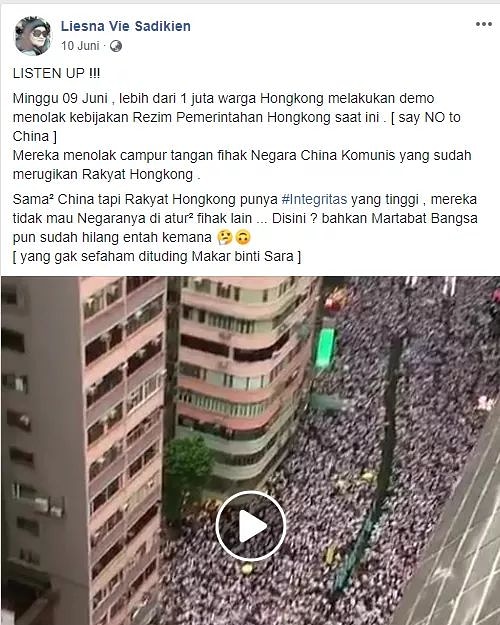 Liesna Vie Sadikien
10 Juni ·
LISTEN UP !!!
Minggu 09 Juni , lebih dari 1 juta warga Hongkong melakukan demo
menolak kebijakan Rezim Pemerintahan Hongkong saat ini . [ say NO to
China ]
Mereka menolak campur tangan fihak Negara China Komunis yang sudah
merugikan Rakyat Hongkong .
Sama² China tapi Rakyat Hongkong punya #Integritas yang tinggi , mereka
tidak mau Negaranya di atur² fihak lain ... Disini ? bahkan Martabat Bangsa
pun sudah hilang entah kemana 🤔🙃
[ yang gak sefaham dituding Makar binti Sara ]